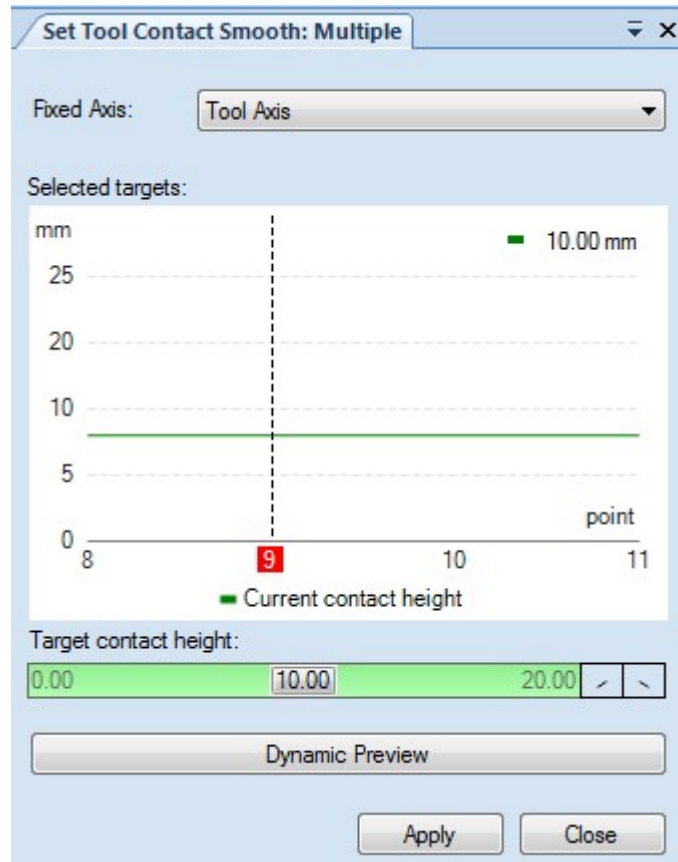 Set Tool Contact Smooth: Multiple
Fixed Axis: Tool Axis
Selected targets:
mm
10.00 mm
25
20
10
5
0
point
8 9 10 11
Current contact height
Target contact height:
0.00 10.00 20.00
Dynamic Preview
Apply Close